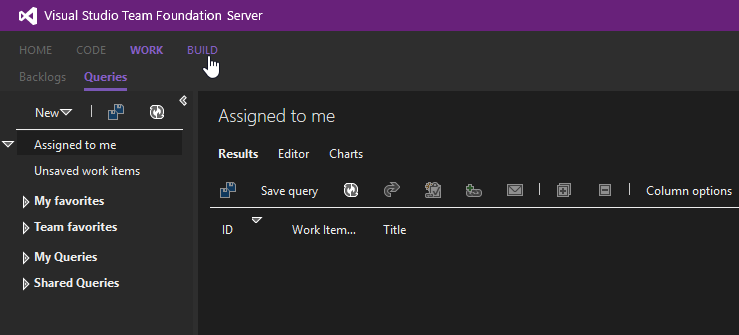 Visual Studio Team Foundation Server
HOME CODE WORK BUILD
Backlogs Queries
New
Assigned to me
Unsaved work items
My favorites
Team favorites
My Queries
Shared Queries
Assigned to me
Results Editor Charts
Save query Column options
ID Work Item... Title